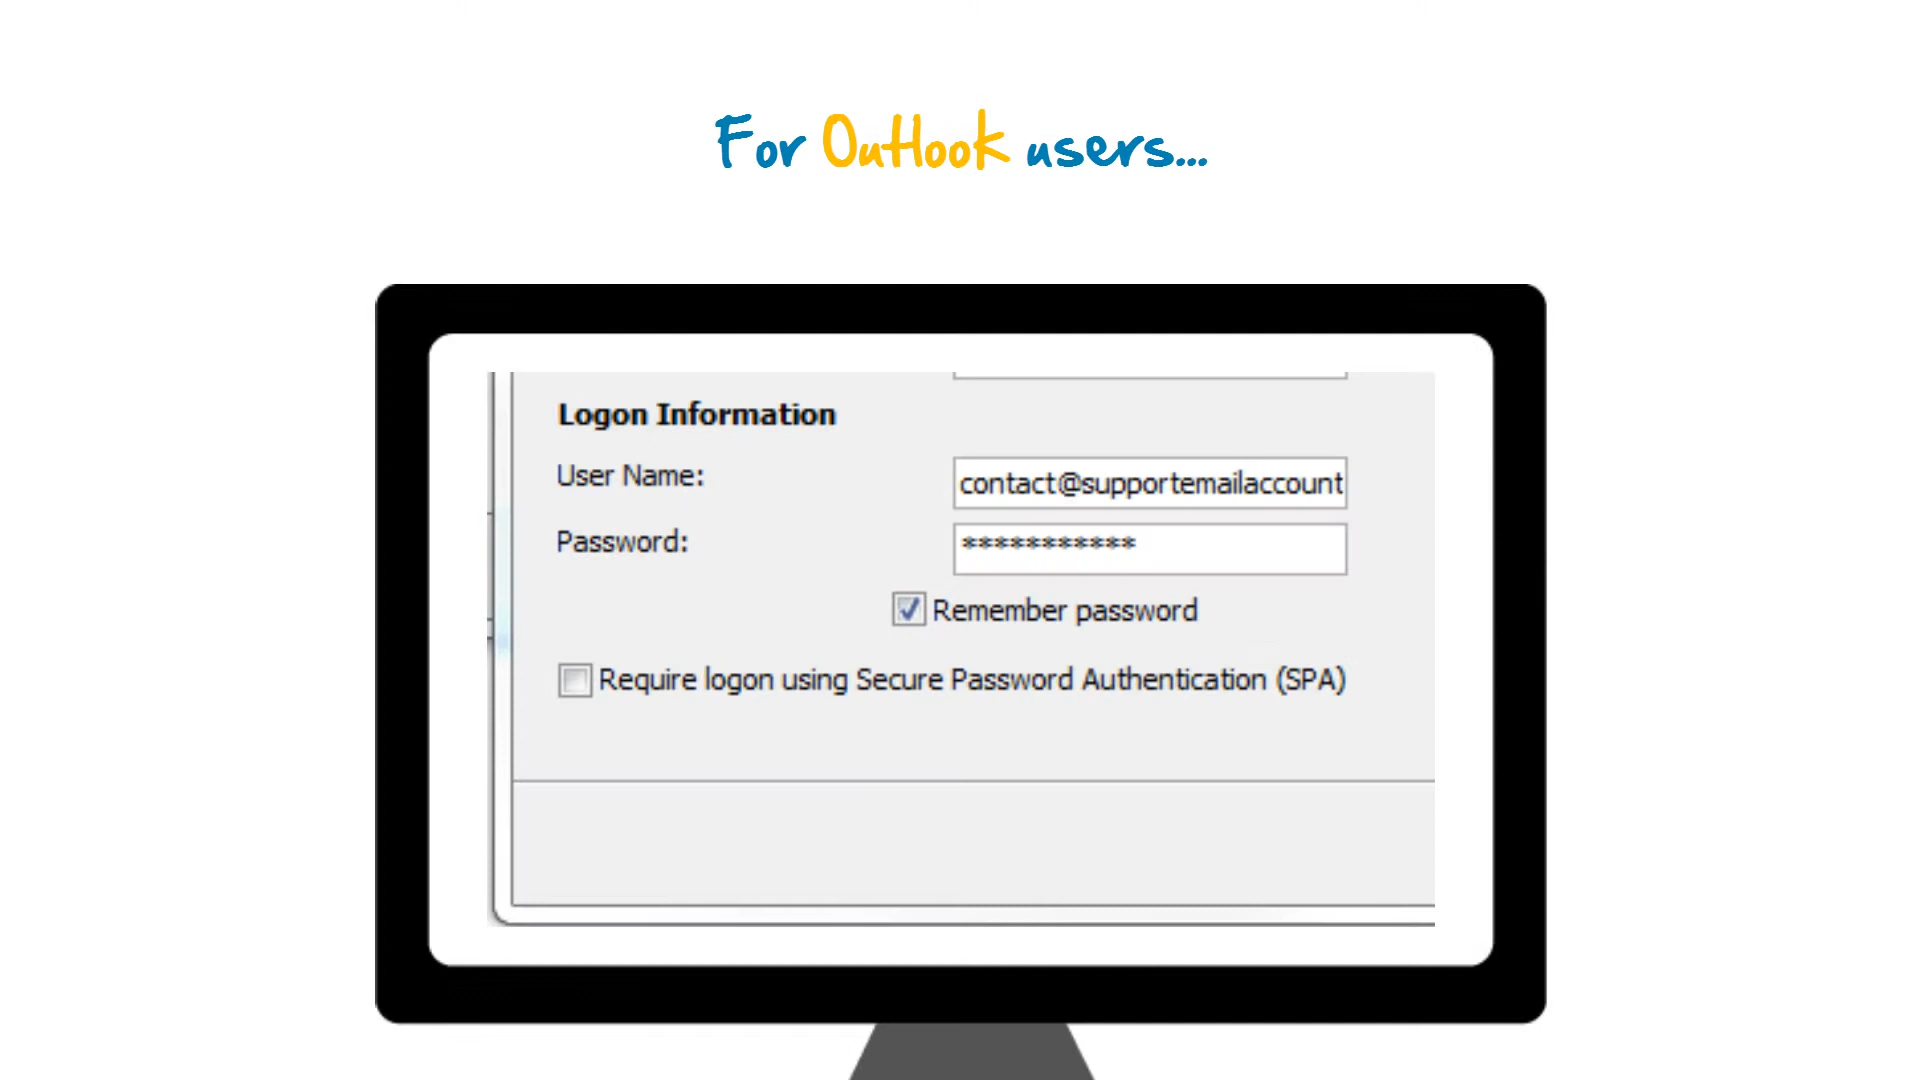 For Outlook users...
Logon Information
User Name:
contact@supportemailaccount
Password:
***********
Remember password
Require logon using Secure Password Authentication (SPA)